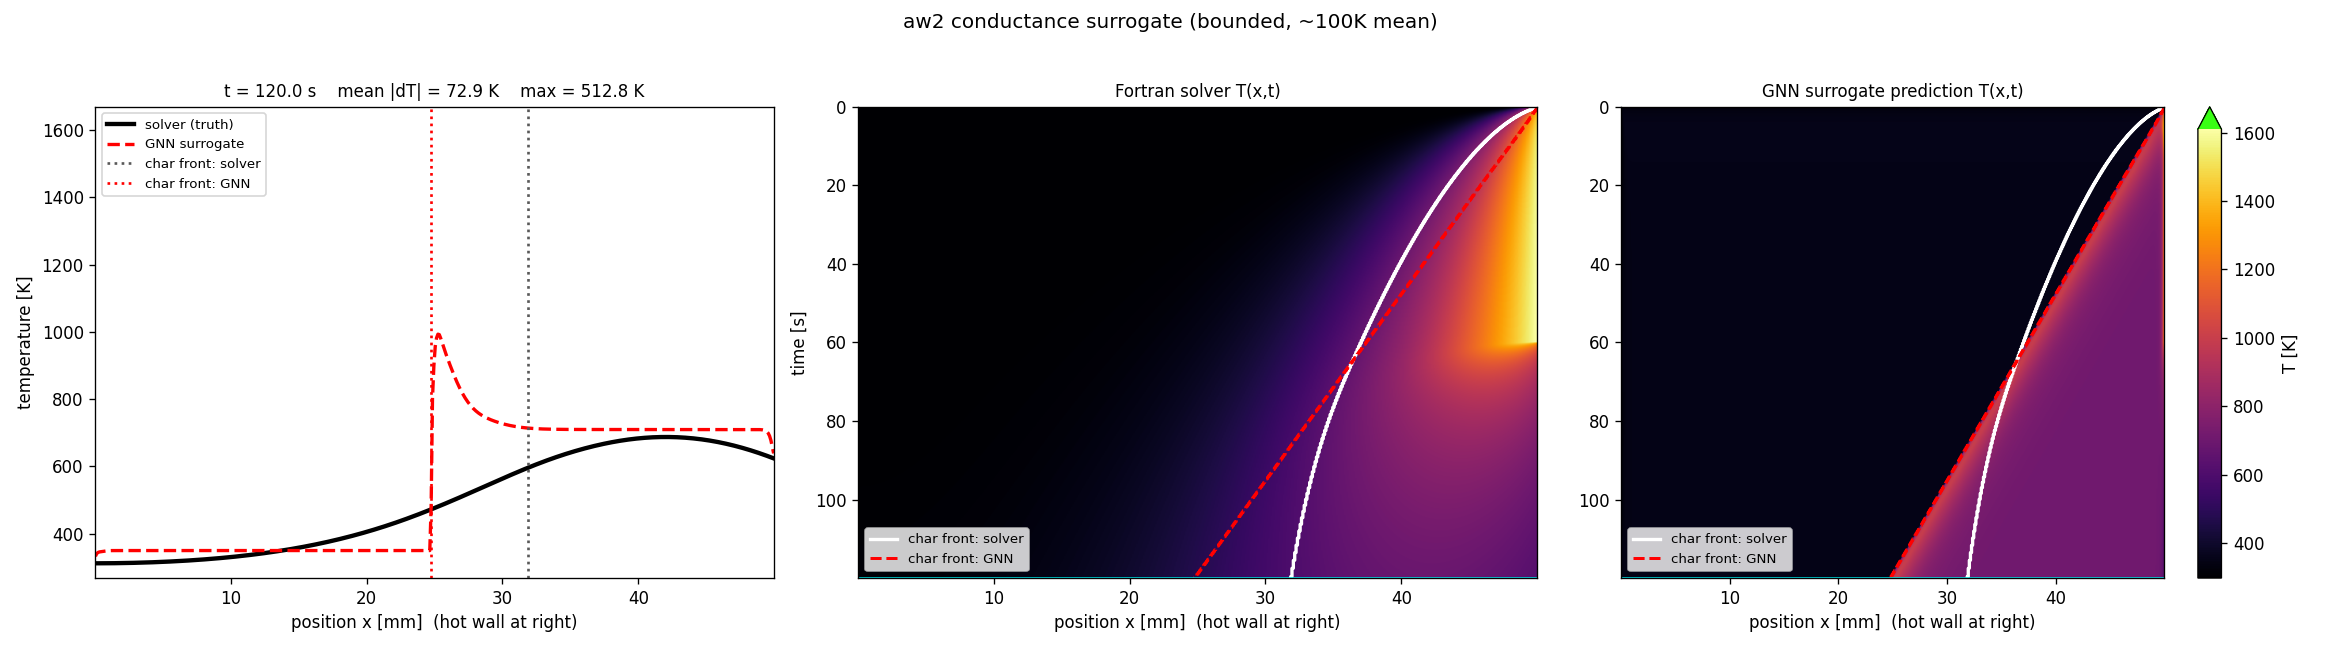 aw2 conductance surrogate (bounded, ~100K mean)
t = 120.0 s    mean |dT| = 72.9 K    max = 512.8 K
solver (truth)
GNN surrogate
char front: solver
char front: GNN
temperature [K]
1600
1400
1200
1000
800
600
400
10 20 30 40
position x [mm]  (hot wall at right)
Fortran solver T(x,t)
time [s]
0
20
40
60
80
100
char front: solver
char front: GNN
10 20 30 40
position x [mm]  (hot wall at right)
GNN surrogate prediction T(x,t)
0
20
40
60
80
100
char front: solver
char front: GNN
10 20 30 40
position x [mm]  (hot wall at right)
1600
1400
1200
1000
800
600
400
T [K]